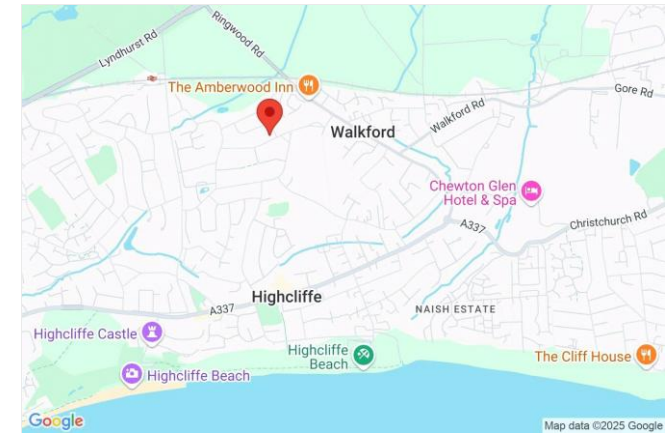 Ringwood Rd
Lyndhurst Rd
The Amberwood Inn
Gore Rd
Walkford
Walkford Rd
Chewton Glen
Hotel & Spa
Christchurch Rd
A337
Highcliffe
A337
NAISH ESTATE
Highcliffe Castle
Highcliffe
Beach
The Cliff House
Highcliffe Beach
Google
Map data ©2025 Google